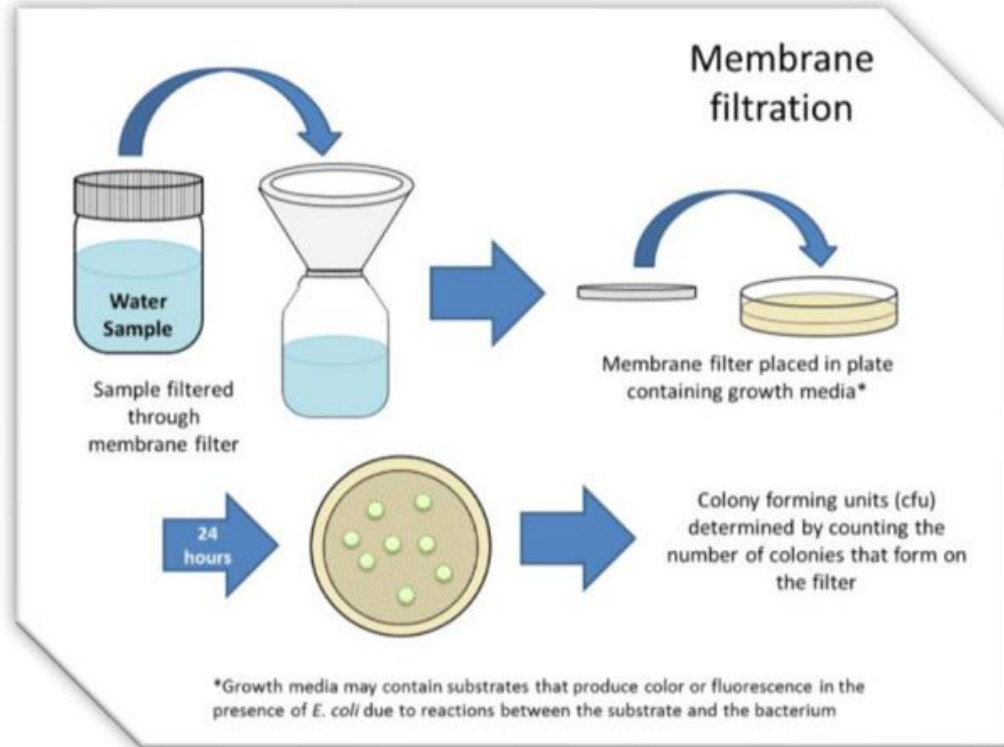 Membrane
filtration
Water
Sample
Sample filtered
through
membrane filter
Membrane filter placed in plate
containing growth media*
24
hours
Colony forming units (cfu)
determined by counting the
number of colonies that form on
the filter
*Growth media may contain substrates that produce color or fluorescence in the
presence of E. coli due to reactions between the substrate and the bacterium